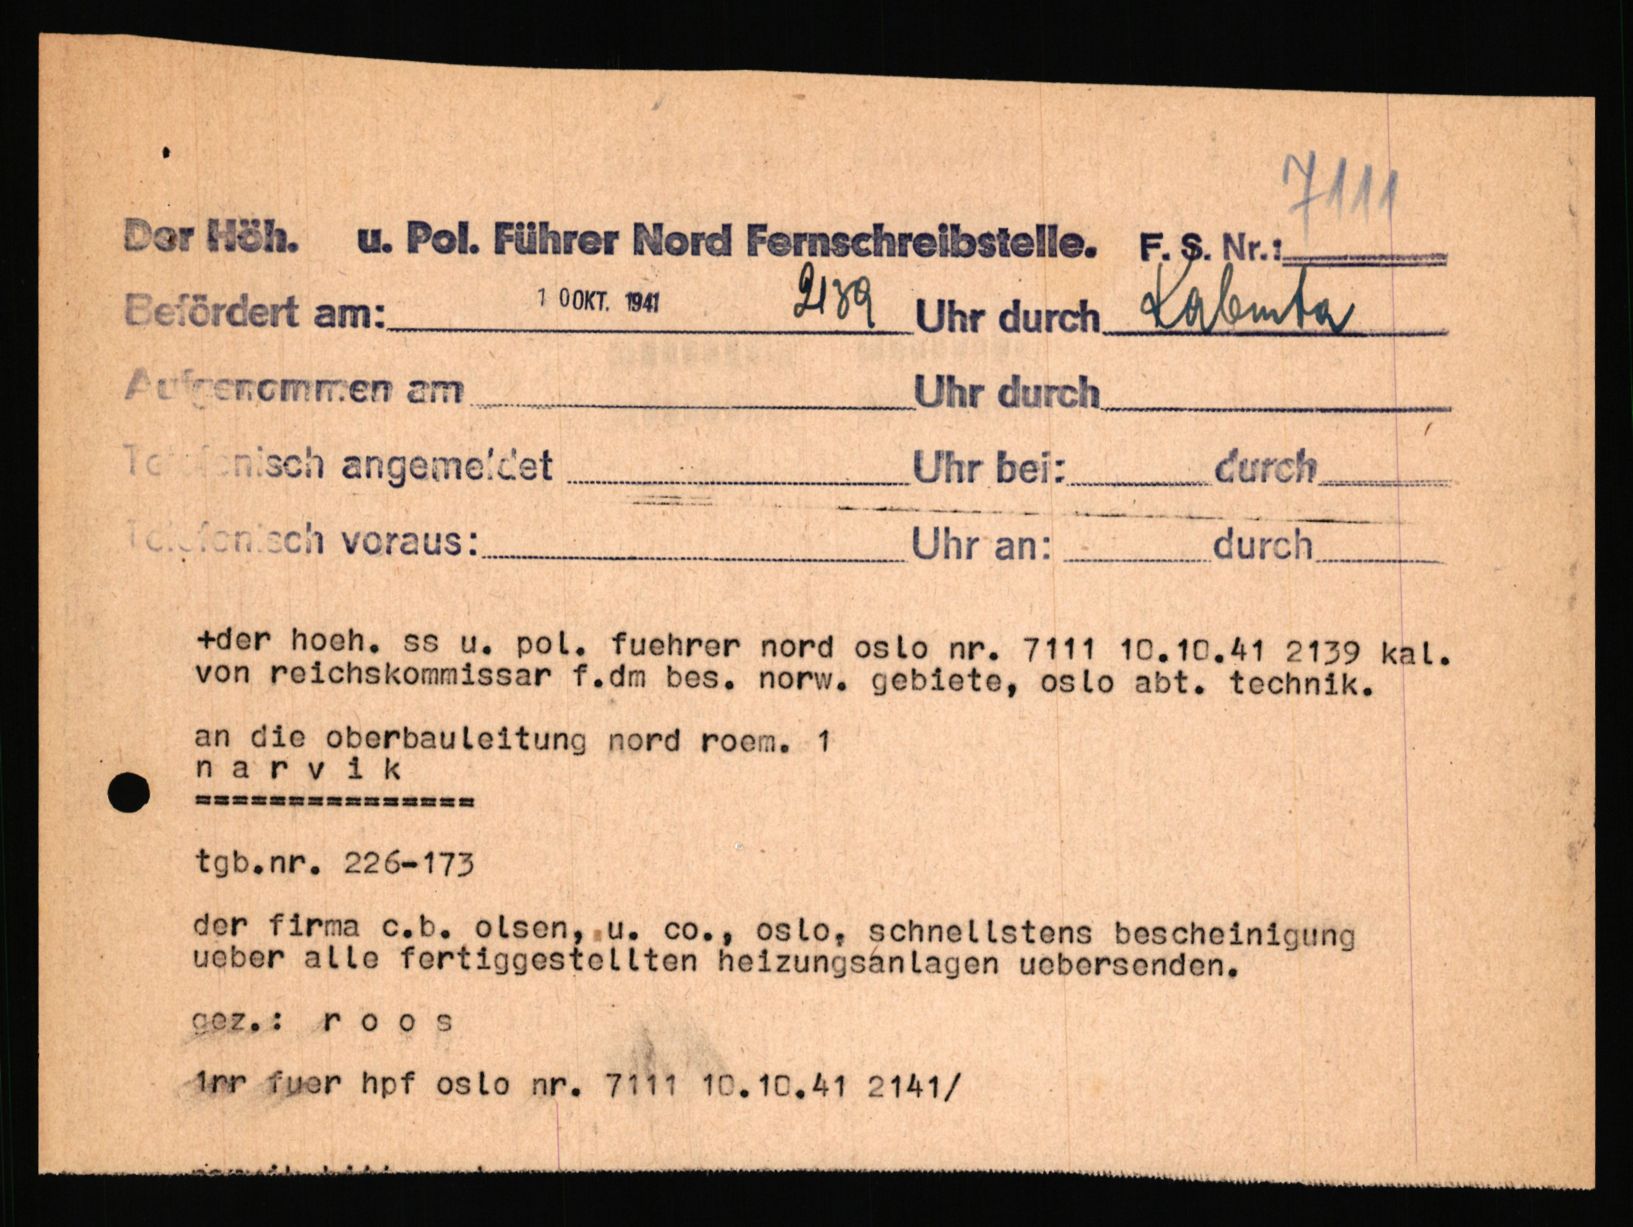 7111
Der Höh. u. Pol. Führer Nord Fernschreibstelle. F. S. Nr.:
Befördert am: 10 OKT. 1941 2139 Uhr durch
Aufgenommen am Uhr durch
Telefonisch angemeldet Uhr bei: durch
Telefonisch voraus: Uhr an: durch
+der hoeh. ss u. pol. fuehrer nord oslo nr. 7111 10.10.41 2139 kal.
von reichskommissar f.dm bes. norw. gebiete, oslo abt. technik.
an die oberbauleitung nord roem. 1
n a r v i k
===============
tgb.nr. 226-173
der firma c.b. olsen, u. co., oslo, schnellstens bescheinigung
ueber alle fertiggestellten heizungsanlagen uebersenden.
gez.: r o o s
1rr fuer hpf oslo nr. 7111 10.10.41 2141/